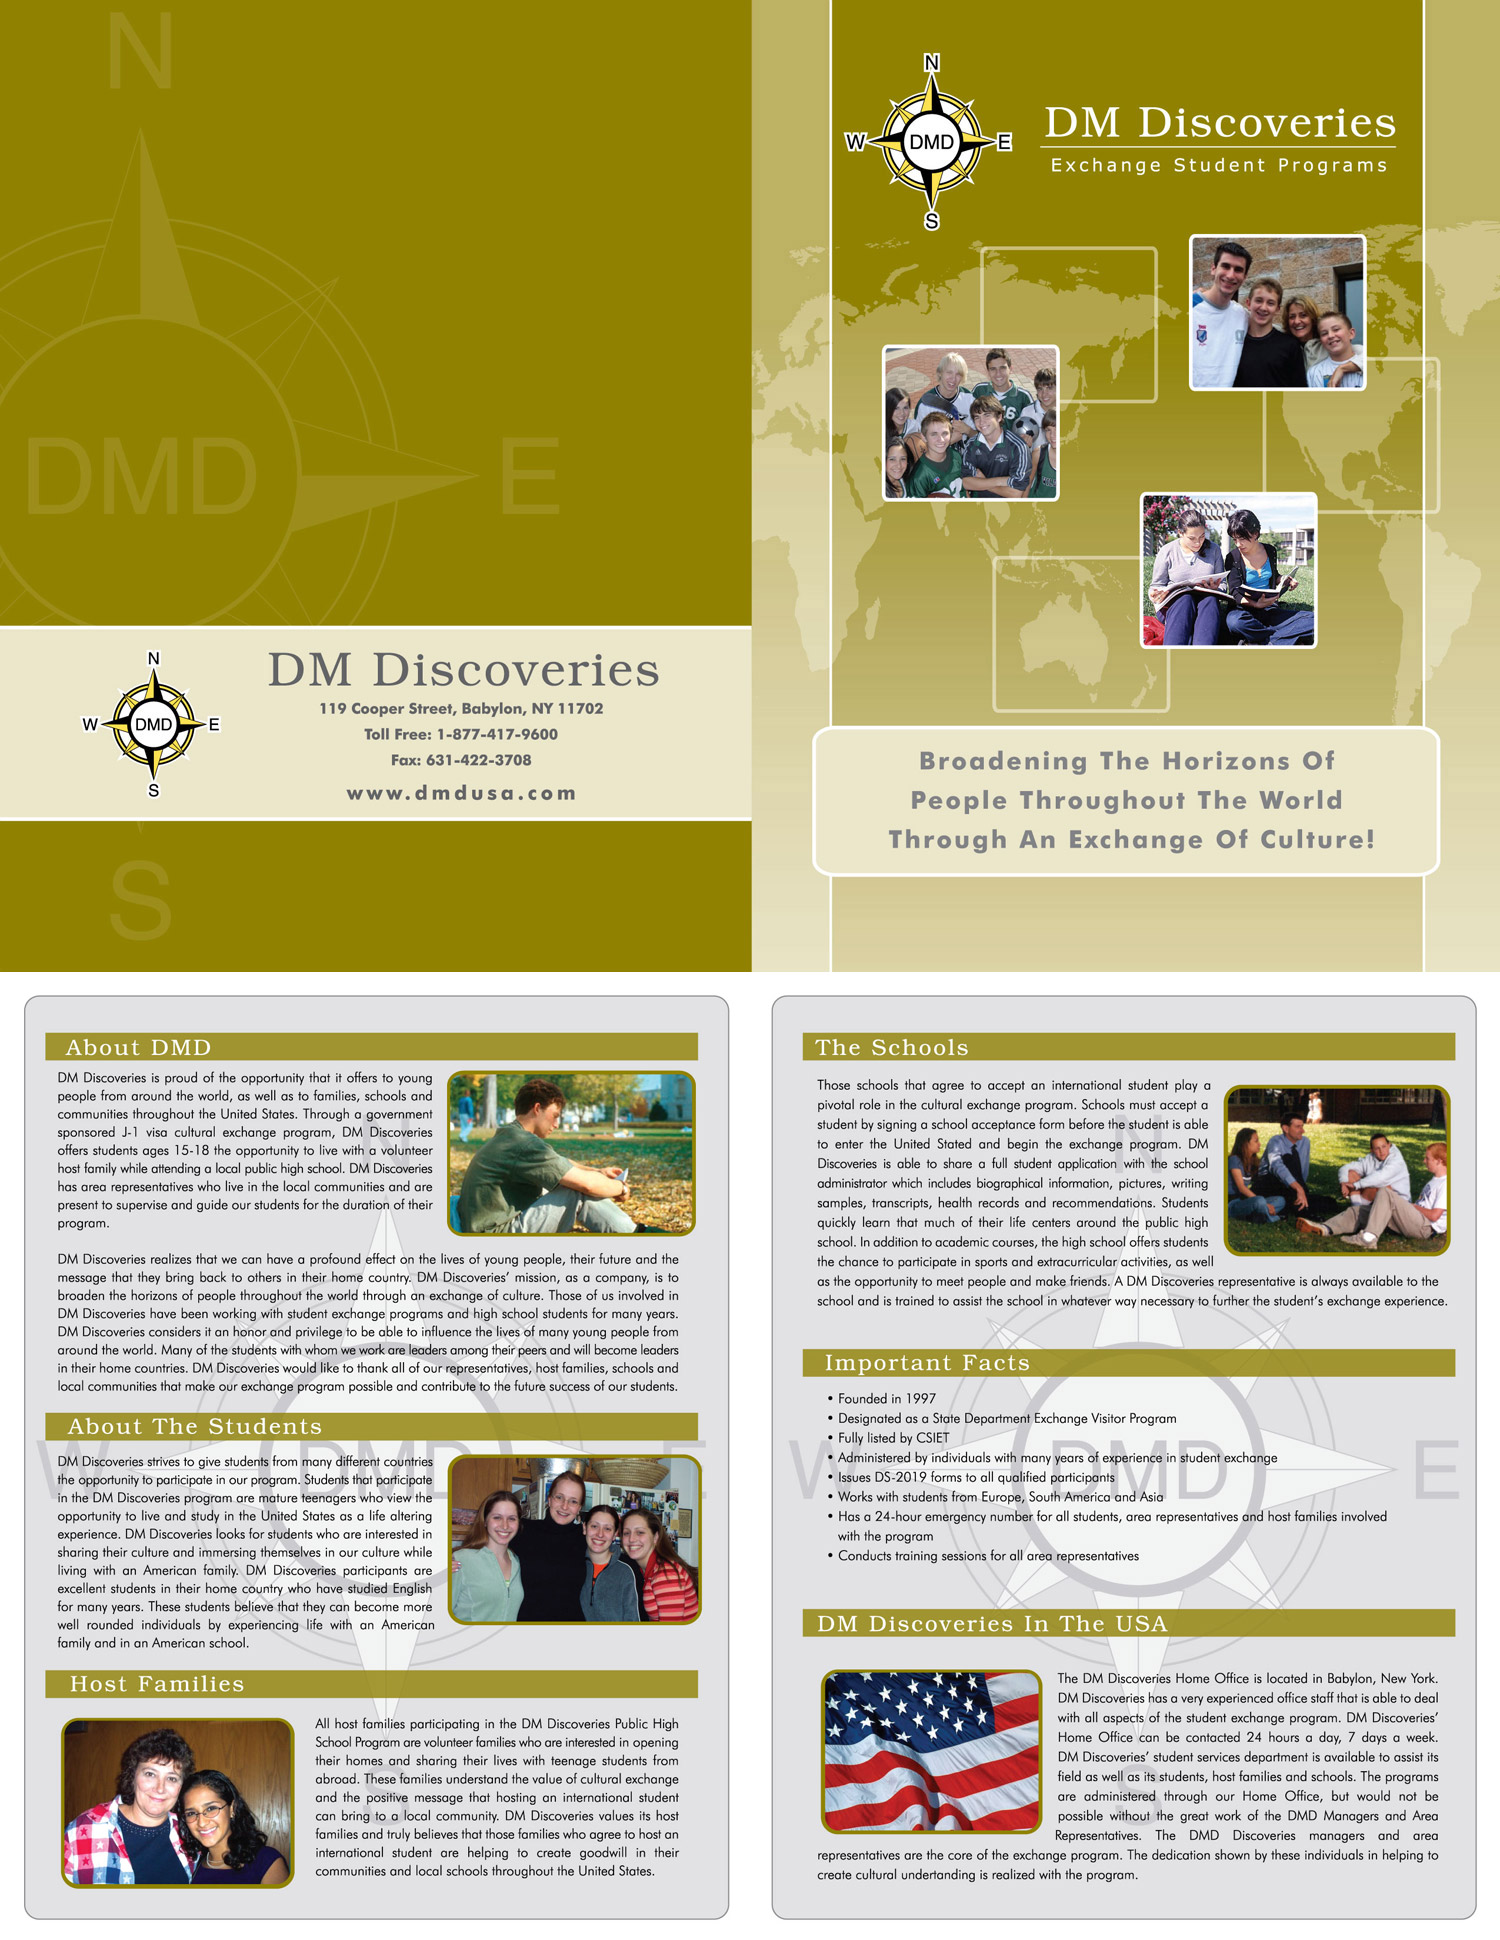 N
DMD
E
S
DM Discoveries
119 Cooper Street, Babylon, NY 11702
Toll Free: 1-877-417-9600
Fax: 631-422-3708
www.dmdusa.com
N
W
DMD
E
S
N
W
DMD
E
S
DM Discoveries
Exchange Student Programs
Broadening The Horizons Of
People Throughout The World
Through An Exchange Of Culture!
About DMD
DM Discoveries is proud of the opportunity that it offers to young
people from around the world, as well as to families, schools and
communities throughout the United States. Through a government
sponsored J-1 visa cultural exchange program, DM Discoveries
offers students ages 15-18 the opportunity to live with a volunteer
host family while attending a local public high school. DM Discoveries
has area representatives who live in the local communities and are
present to supervise and guide our students for the duration of their
program.
DM Discoveries realizes that we can have a profound effect on the lives of young people, their future and the
message that they bring back to others in their home country. DM Discoveries' mission, as a company, is to
broaden the horizons of people throughout the world through an exchange of culture. Those of us involved in
DM Discoveries have been working with student exchange programs and high school students for many years.
DM Discoveries considers it an honor and privilege to be able to influence the lives of many young people from
around the world. Many of the students with whom we work are leaders among their peers and will become leaders
in their home countries. DM Discoveries would like to thank all of our representatives, host families, schools and
local communities that make our exchange program possible and contribute to the future success of our students.
About The Students
DM Discoveries strives to give students from many different countries
the opportunity to participate in our program. Students that participate
in the DM Discoveries program are mature teenagers who view the
opportunity to live and study in the United States as a life altering
experience. DM Discoveries looks for students who are interested in
sharing their culture and immersing themselves in our culture while
living with an American family. DM Discoveries participants are
excellent students in their home country who have studied English
for many years. These students believe that they can become more
well rounded individuals by experiencing life with an American
family and in an American school.
Host Families
All host families participating in the DM Discoveries Public High
School Program are volunteer families who are interested in opening
their homes and sharing their lives with teenage students from
abroad. These families understand the value of cultural exchange
and the positive message that hosting an international student
can bring to a local community. DM Discoveries values its host
families and truly believes that those families who agree to host an
international student are helping to create goodwill in their
communities and local schools throughout the United States.
N
W
DMD
E
S
The Schools
Those schools that agree to accept an international student play a
pivotal role in the cultural exchange program. Schools must accept a
student by signing a school acceptance form before the student is able
to enter the United Stated and begin the exchange program. DM
Discoveries is able to share a full student application with the school
administrator which includes biographical information, pictures, writing
samples, transcripts, health records and recommendations. Students
quickly learn that much of their life centers around the public high
school. In addition to academic courses, the high school offers students
the chance to participate in sports and extracurricular activities, as well
as the opportunity to meet people and make friends. A DM Discoveries representative is always available to the
school and is trained to assist the school in whatever way necessary to further the student's exchange experience.
Important Facts
• Founded in 1997
• Designated as a State Department Exchange Visitor Program
• Fully listed by CSIET
• Administered by individuals with many years of experience in student exchange
• Issues DS-2019 forms to all qualified participants
• Works with students from Europe, South America and Asia
• Has a 24-hour emergency number for all students, area representatives and host families involved
with the program
• Conducts training sessions for all area representatives
DM Discoveries In The USA
The DM Discoveries Home Office is located in Babylon, New York.
DM Discoveries has a very experienced office staff that is able to deal
with all aspects of the student exchange program. DM Discoveries'
Home Office can be contacted 24 hours a day, 7 days a week.
DM Discoveries' student services department is available to assist its
field as well as its students, host families and schools. The programs
are administered through our Home Office, but would not be
possible without the great work of the DMD Managers and Area
Representatives. The DMD Discoveries managers and area
representatives are the core of the exchange program. The dedication shown by these individuals in helping to
create cultural undertanding is realized with the program.
N
W
DMD
E
S